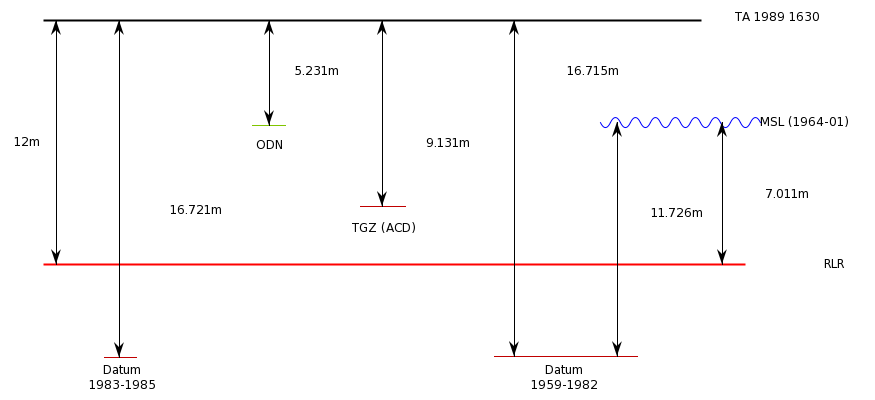 TA 1989 1630
5.231m
16.715m
MSL (1964-01)
12m
ODN
9.131m
7.011m
16.721m
11.726m
TGZ (ACD)
RLR
Datum
1983-1985
Datum
1959-1982